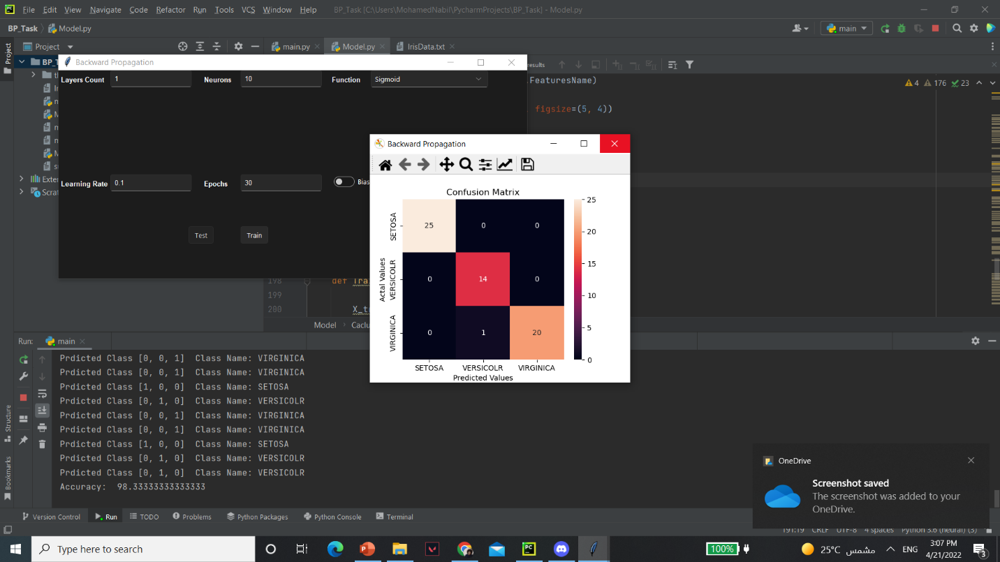 File Edit View Navigate Code Refactor Run Tools VCS Window Help BP_Task [C:\Users\MohamedNabil\PycharmProjects\BP_Task] - Model.py
BP_Task Model.py main
Project main.py Model.py IrisData.txt
Project
BP_T
Exter
Scrat
Backward Propagation
Layers Count 1 Neurons 10 Function Sigmoid
Learning Rate 0.1 Epochs 30 Bias
Test Train
results
.FeaturesName)
4 176 23
figsize=(5, 4))
Backward Propagation
Confusion Matrix
SETOSA 25 0 0
VERSICOLR 0 14 0
VIRGINICA 0 1 20
Actal Values
SETOSA VERSICOLR VIRGINICA
Predicted Values
25
20
15
10
5
0
198 def Trai
199
200 X_tr
Model Caclu
Run: main
Prdicted Class [0, 0, 1] Class Name: VIRGINICA
Prdicted Class [0, 0, 1] Class Name: VIRGINICA
Prdicted Class [1, 0, 0] Class Name: SETOSA
Prdicted Class [0, 1, 0] Class Name: VERSICOLR
Prdicted Class [0, 0, 1] Class Name: VIRGINICA
Prdicted Class [0, 0, 1] Class Name: VIRGINICA
Prdicted Class [1, 0, 0] Class Name: SETOSA
Prdicted Class [0, 1, 0] Class Name: VERSICOLR
Prdicted Class [0, 1, 0] Class Name: VERSICOLR
Accuracy: 98.33333333333333
Structure
Bookmarks
OneDrive
Screenshot saved
The screenshot was added to your
OneDrive.
Version Control Run TODO Problems Python Packages Python Console Terminal
191:19 CRLF UTF-8 4 spaces Python 3.6 (neural) (3)
Type here to search
100%
25°C مشمس
ENG
3:07 PM
4/21/2022
3